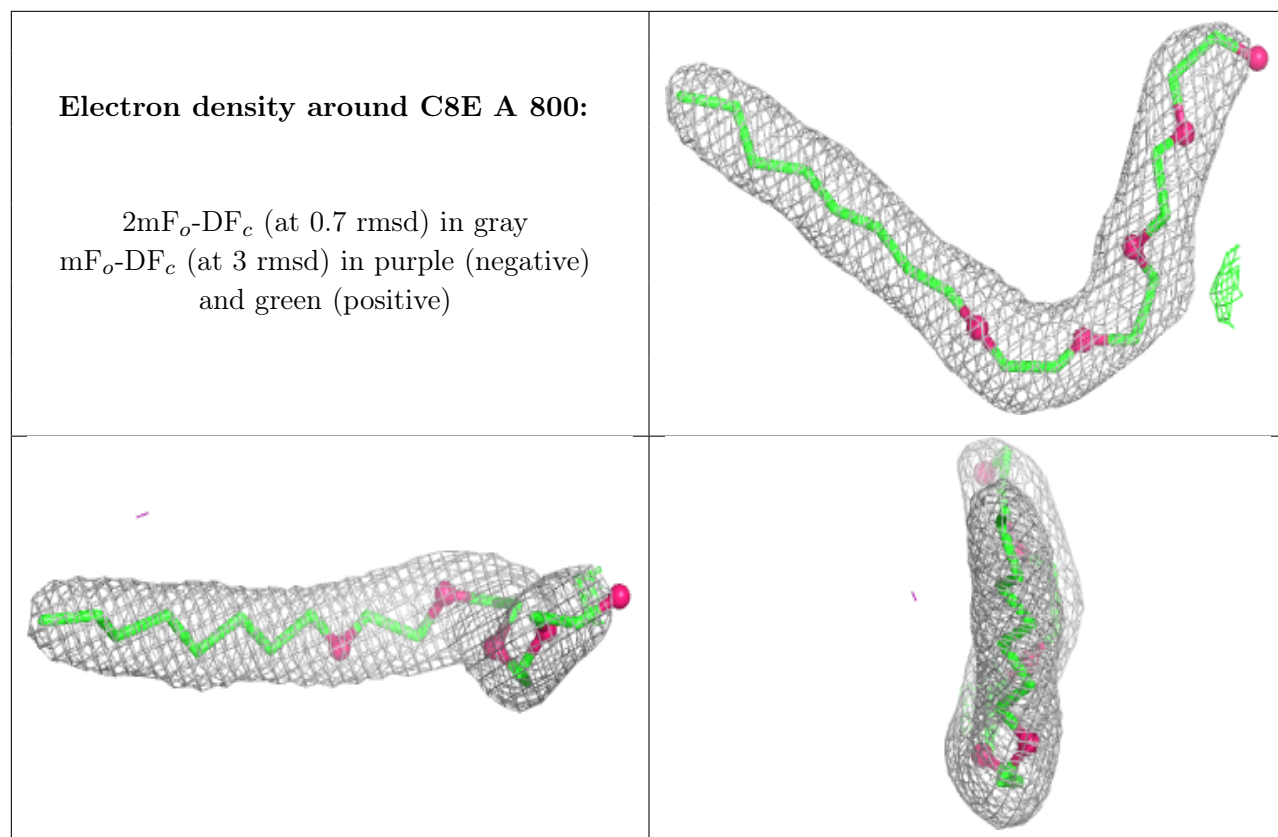 Electron density around C8E A 800:
2mFo-DFc (at 0.7 rmsd) in gray
mFo-DFc (at 3 rmsd) in purple (negative)
and green (positive)